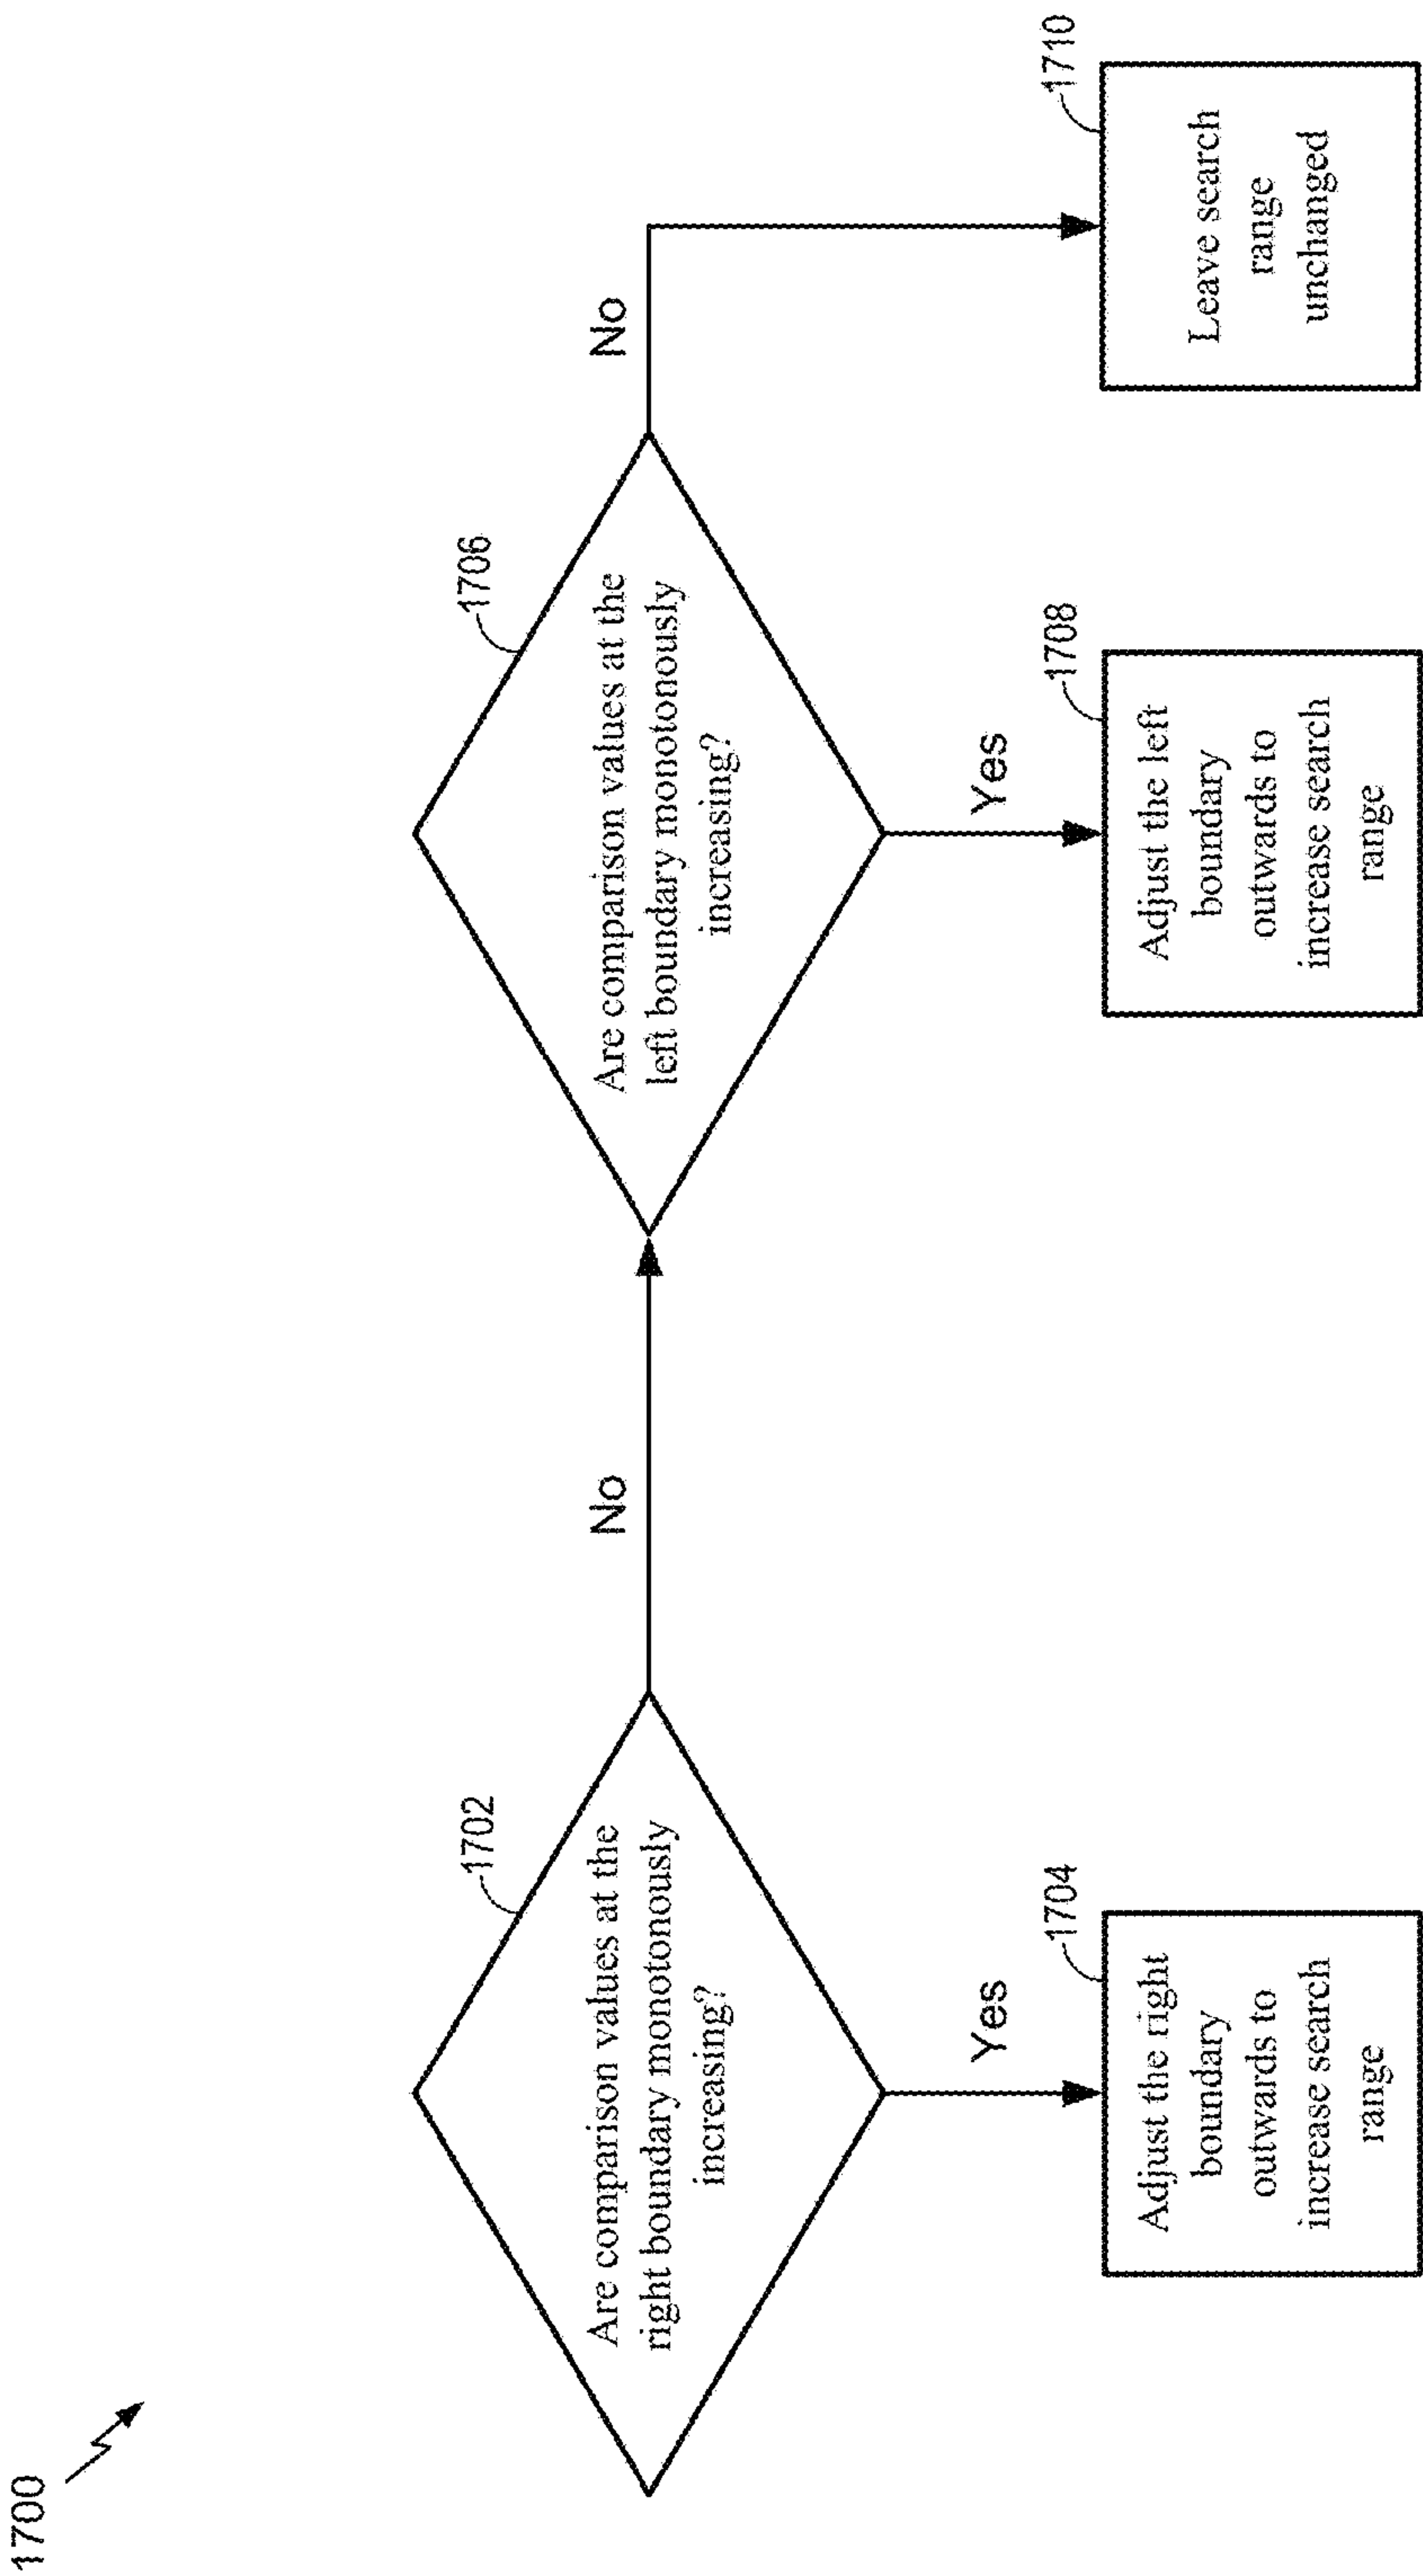 1700
1702
Are comparison values at the
right boundary monotonously
increasing?
No
Yes
1704
Adjust the right
boundary
outwards to
increase search
range
1706
Are comparison values at the
left boundary monotonously
increasing?
No
Yes
1708
Adjust the left
boundary
outwards to
increase search
range
1710
Leave search
range
unchanged